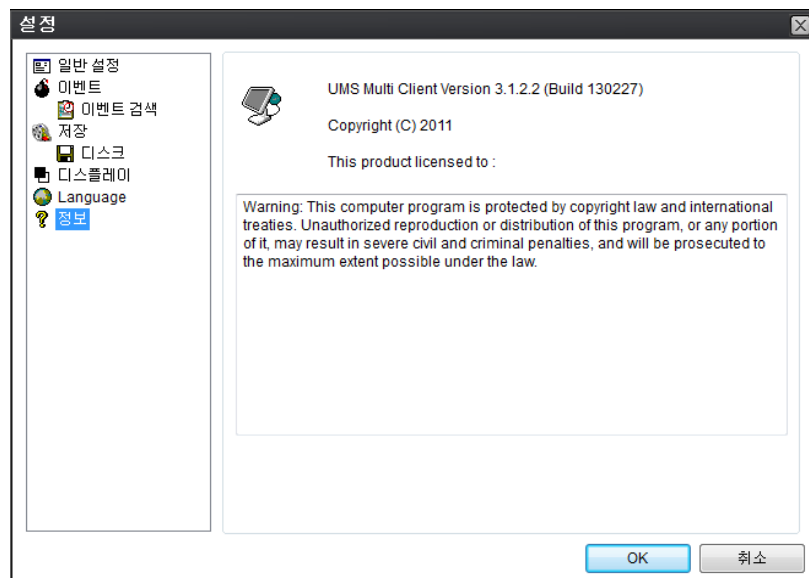 설정
일반 설정
이벤트
이벤트 검색
저장
디스크
디스플레이
Language
정보
UMS Multi Client Version 3.1.2.2 (Build 130227)
Copyright (C) 2011
This product licensed to :
Warning: This computer program is protected by copyright law and international
treaties. Unauthorized reproduction or distribution of this program, or any portion
of it, may result in severe civil and criminal penalties, and will be prosecuted to
the maximum extent possible under the law.
OK
취소